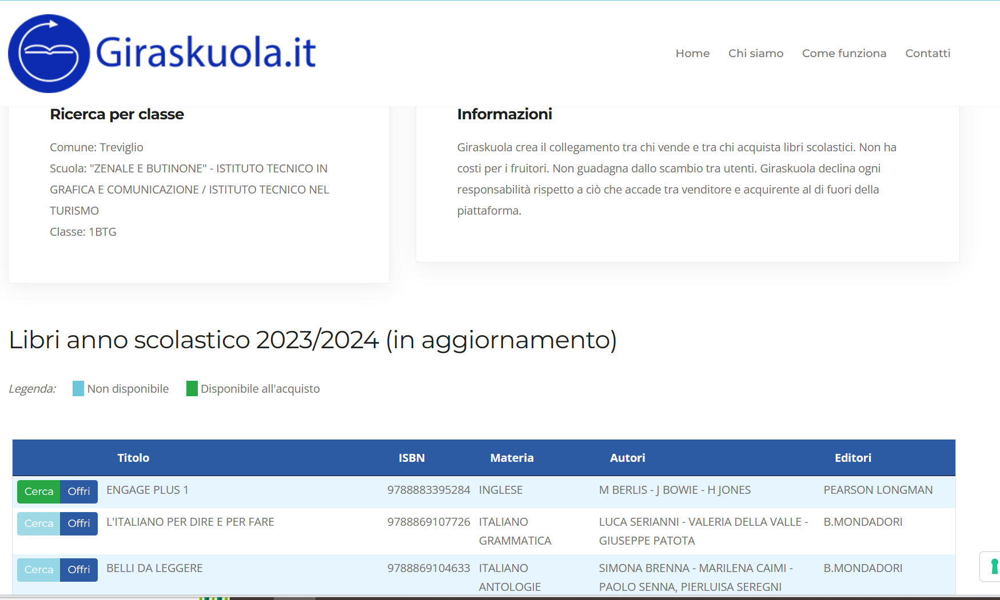 Giraskuola.it
Home Chi siamo Come funziona Contatti
Ricerca per classe
Comune: Treviglio
Scuola: "ZENALE E BUTINONE" - ISTITUTO TECNICO IN
GRAFICA E COMUNICAZIONE / ISTITUTO TECNICO NEL
TURISMO
Classe: 1BTG
Informazioni
Giraskuola crea il collegamento tra chi vende e tra chi acquista libri scolastici. Non ha
costi per i fruitori. Non guadagna dallo scambio tra utenti. Giraskuola declina ogni
responsabilità rispetto a ciò che accade tra venditore e acquirente al di fuori della
piattaforma.
Libri anno scolastico 2023/2024 (in aggiornamento)
Legenda: Non disponibile Disponibile all'acquisto
Titolo ISBN Materia Autori Editori
Cerca Offri ENGAGE PLUS 1 9788883395284 INGLESE M BERLIS - J BOWIE - H JONES PEARSON LONGMAN
Cerca Offri L'ITALIANO PER DIRE E PER FARE 9788869107726 ITALIANO LUCA SERIANNI - VALERIA DELLA VALLE - B.MONDADORI
GRAMMATICA GIUSEPPE PATOTA
Cerca Offri BELLI DA LEGGERE 9788869104633 ITALIANO SIMONA BRENNA - MARILENA CAIMI - B.MONDADORI
ANTOLOGIE PAOLO SENNA, PIERLUISA SEREGNI